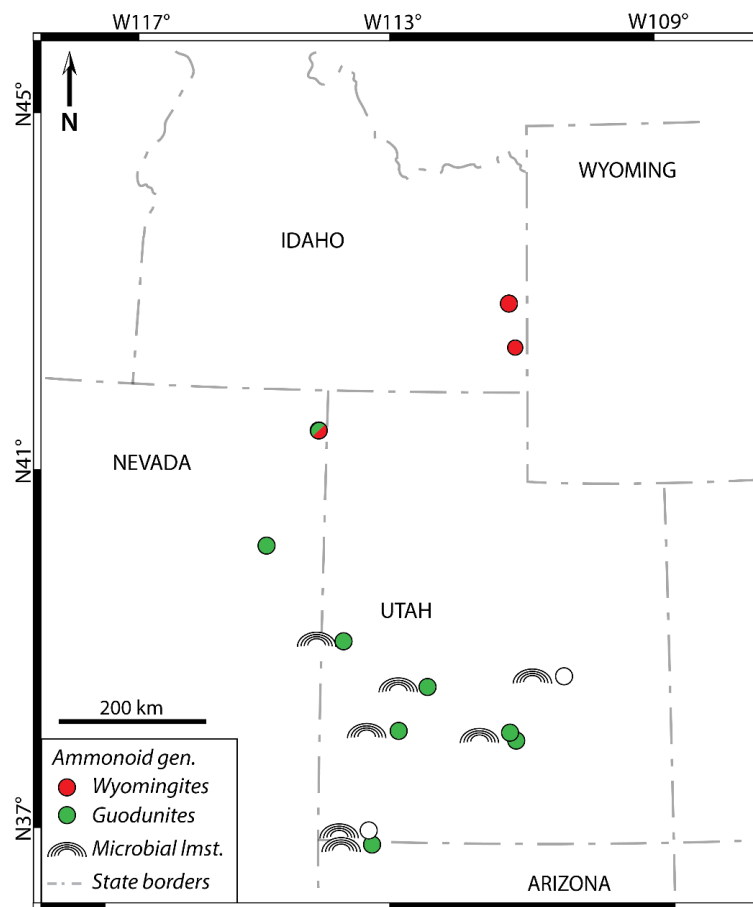 W117° W113° W109°
N45°
N
WYOMING
IDAHO
N41°
NEVADA
UTAH
200 km
Ammonoid gen.
Wyomingites
Guodunites
Microbial lmst.
State borders
N37°
ARIZONA